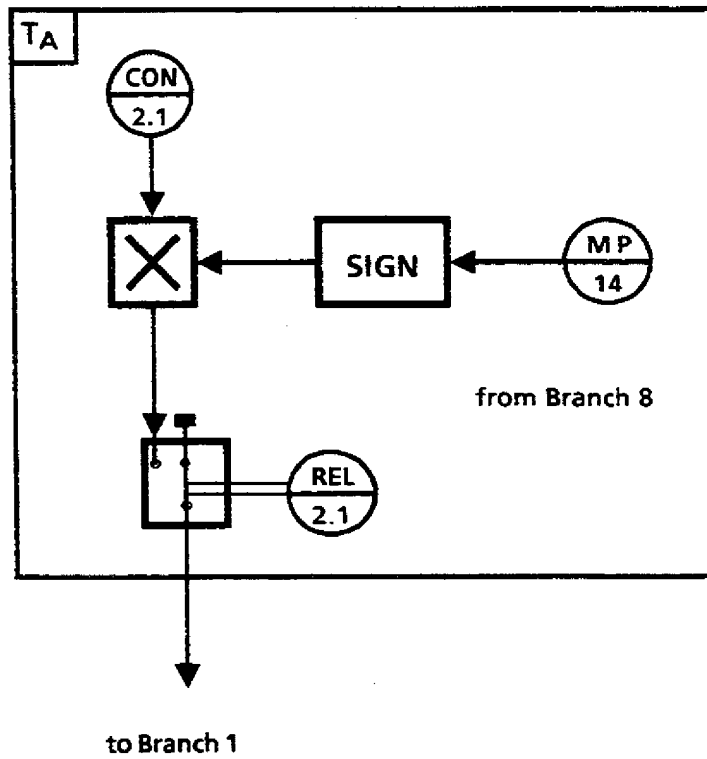 TA
CON
2.1
SIGN
MP
14
from Branch 8
REL
2.1
to Branch 1